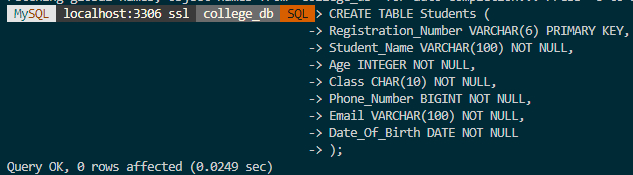 MySQL localhost:3306 ssl college_db SQL > CREATE TABLE Students (
-> Registration_Number VARCHAR(6) PRIMARY KEY,
-> Student_Name VARCHAR(100) NOT NULL,
-> Age INTEGER NOT NULL,
-> Class CHAR(10) NOT NULL,
-> Phone_Number BIGINT NOT NULL,
-> Email VARCHAR(100) NOT NULL,
-> Date_Of_Birth DATE NOT NULL
-> );
Query OK, 0 rows affected (0.0249 sec)